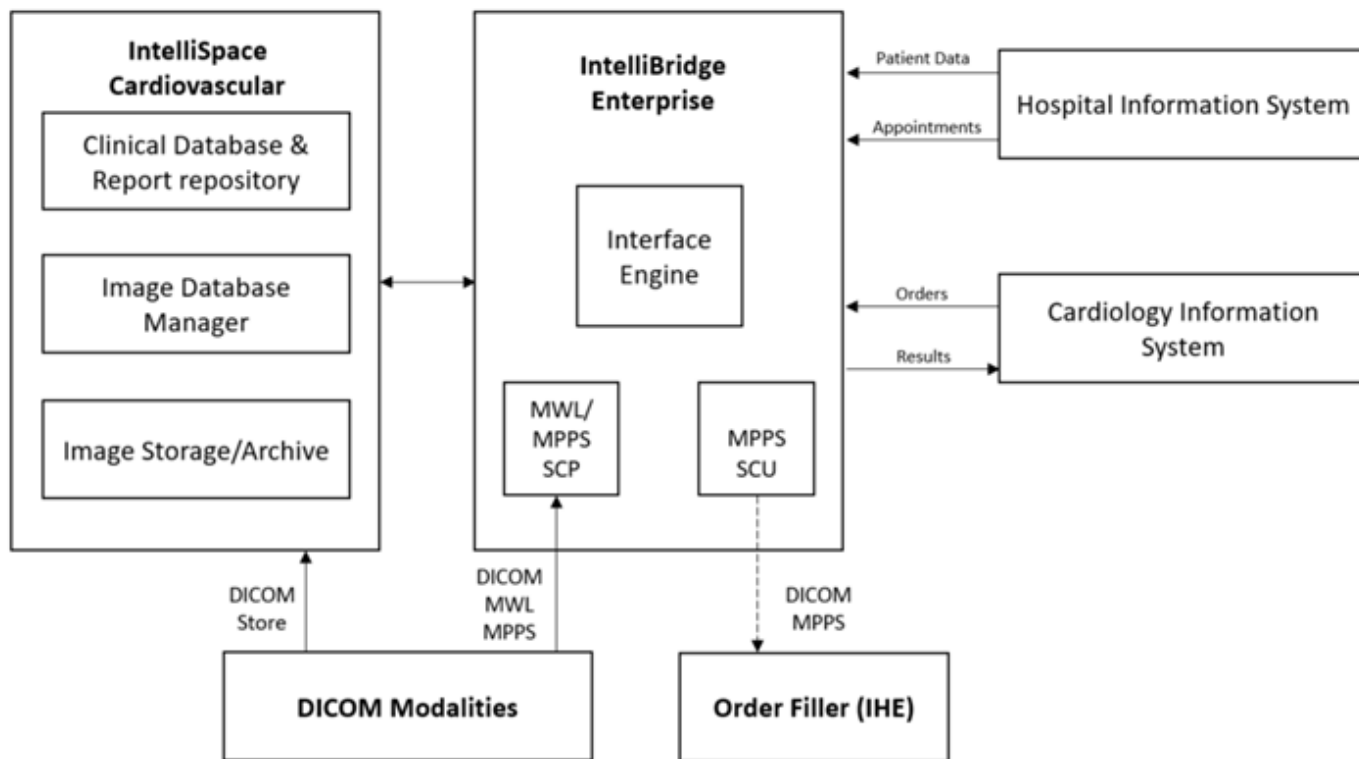 IntelliSpace
Cardiovascular
Clinical Database &
Report repository
Image Database
Manager
Image Storage/Archive
IntelliBridge
Enterprise
Interface
Engine
MWL/
MPPS
SCP
MPPS
SCU
Patient Data
Appointments
Hospital Information System
Orders
Results
Cardiology Information
System
DICOM
Store
DICOM
MWL
MPPS
DICOM
MPPS
DICOM Modalities
Order Filler (IHE)